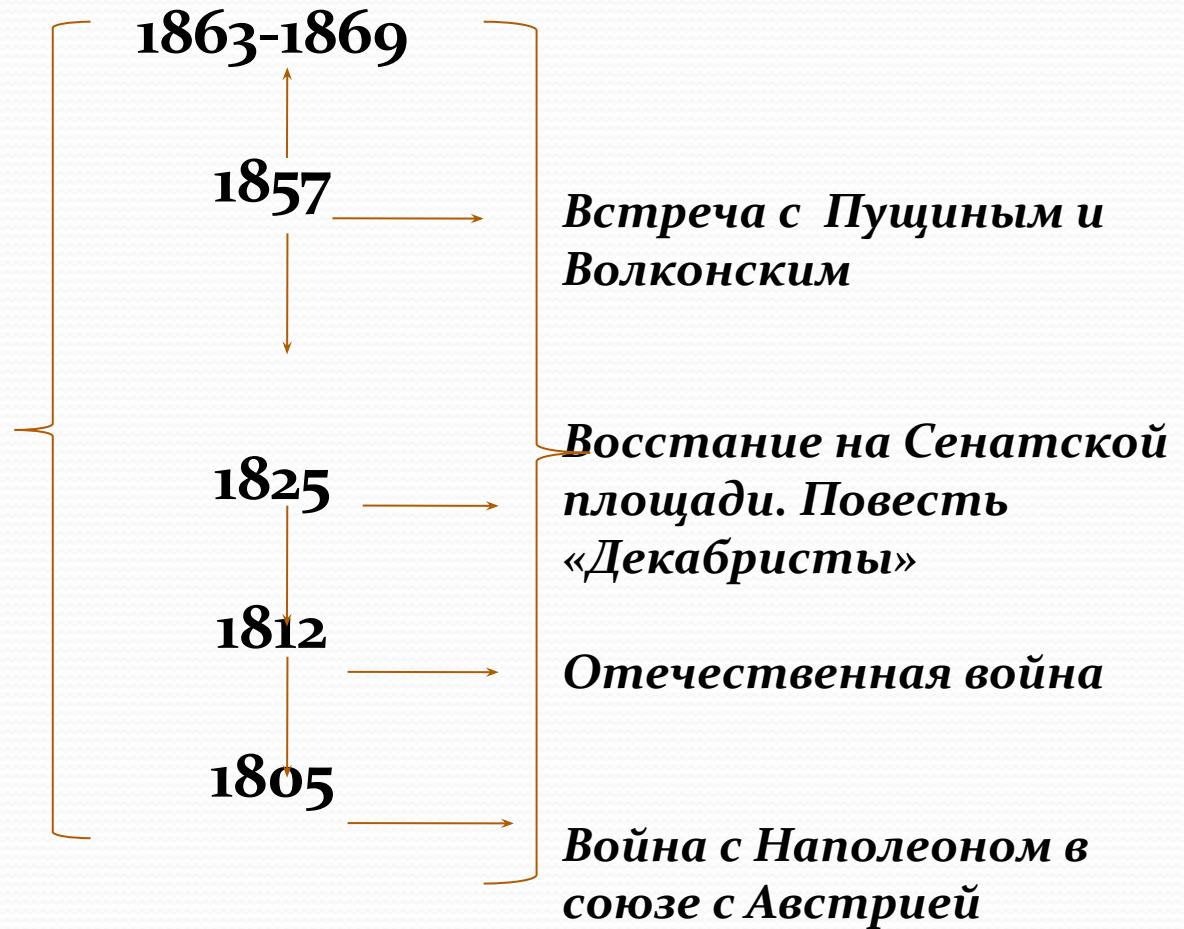 1863-1869
1857
Встреча с Пущиным и
Волконским
1825
Восстание на Сенатской
площади. Повесть
«Декабристы»
1812
Отечественная война
1805
Война с Наполеоном в
союзе с Австрией